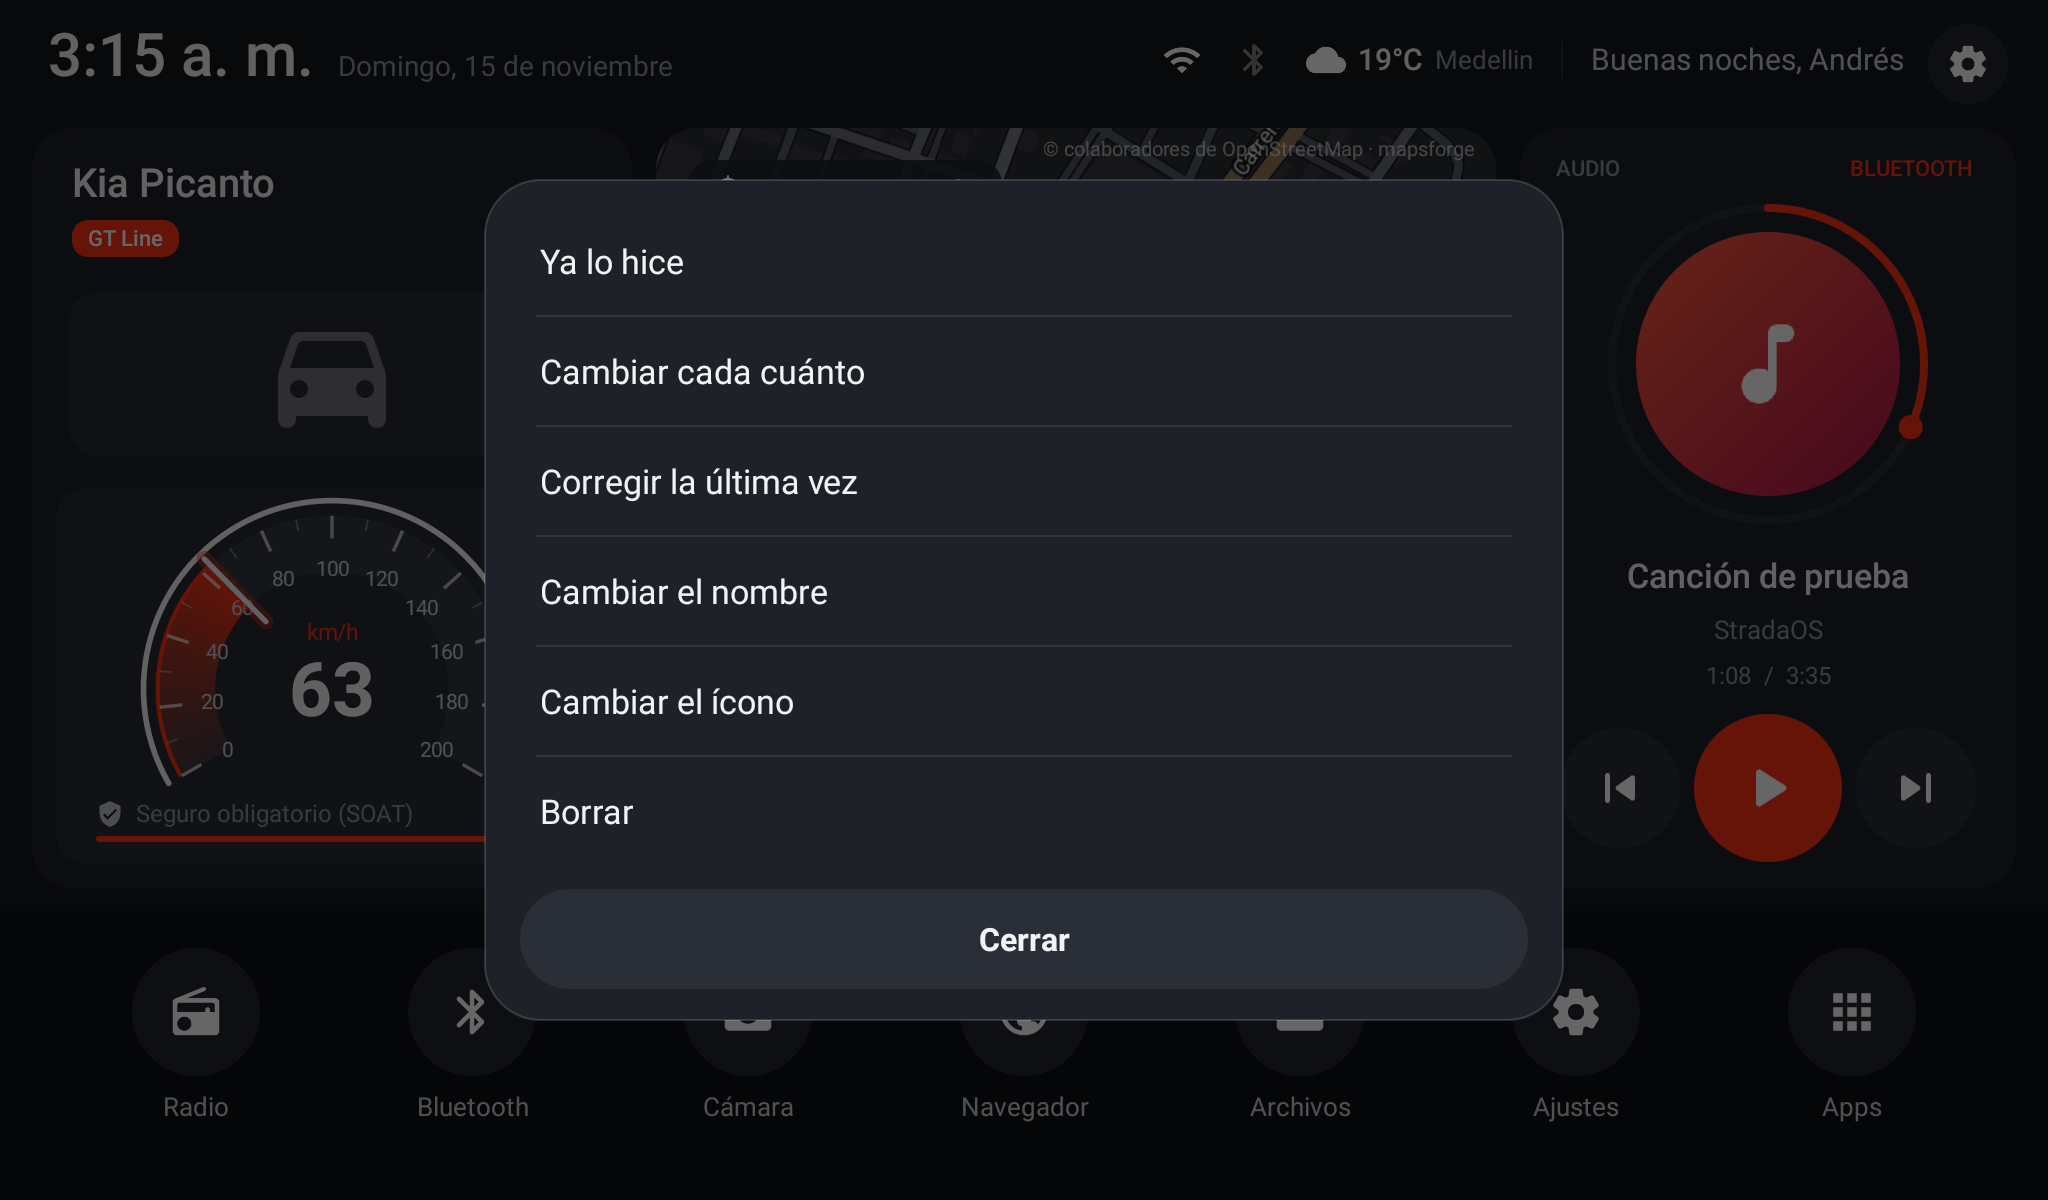 3:15 a. m.
Domingo, 15 de noviembre
19°C Medellin
Buenas noches, Andrés
Kia Picanto
GT Line
© colaboradores de OpenStreetMap · mapsforge
AUDIO
BLUETOOTH
Ya lo hice
Cambiar cada cuánto
Corregir la última vez
Cambiar el nombre
Cambiar el ícono
Borrar
Cerrar
0
20
40
60
80
100
120
140
160
180
200
km/h
63
Seguro obligatorio (SOAT)
Canción de prueba
StradaOS
1:08 / 3:35
Radio
Bluetooth
Cámara
Navegador
Archivos
Ajustes
Apps